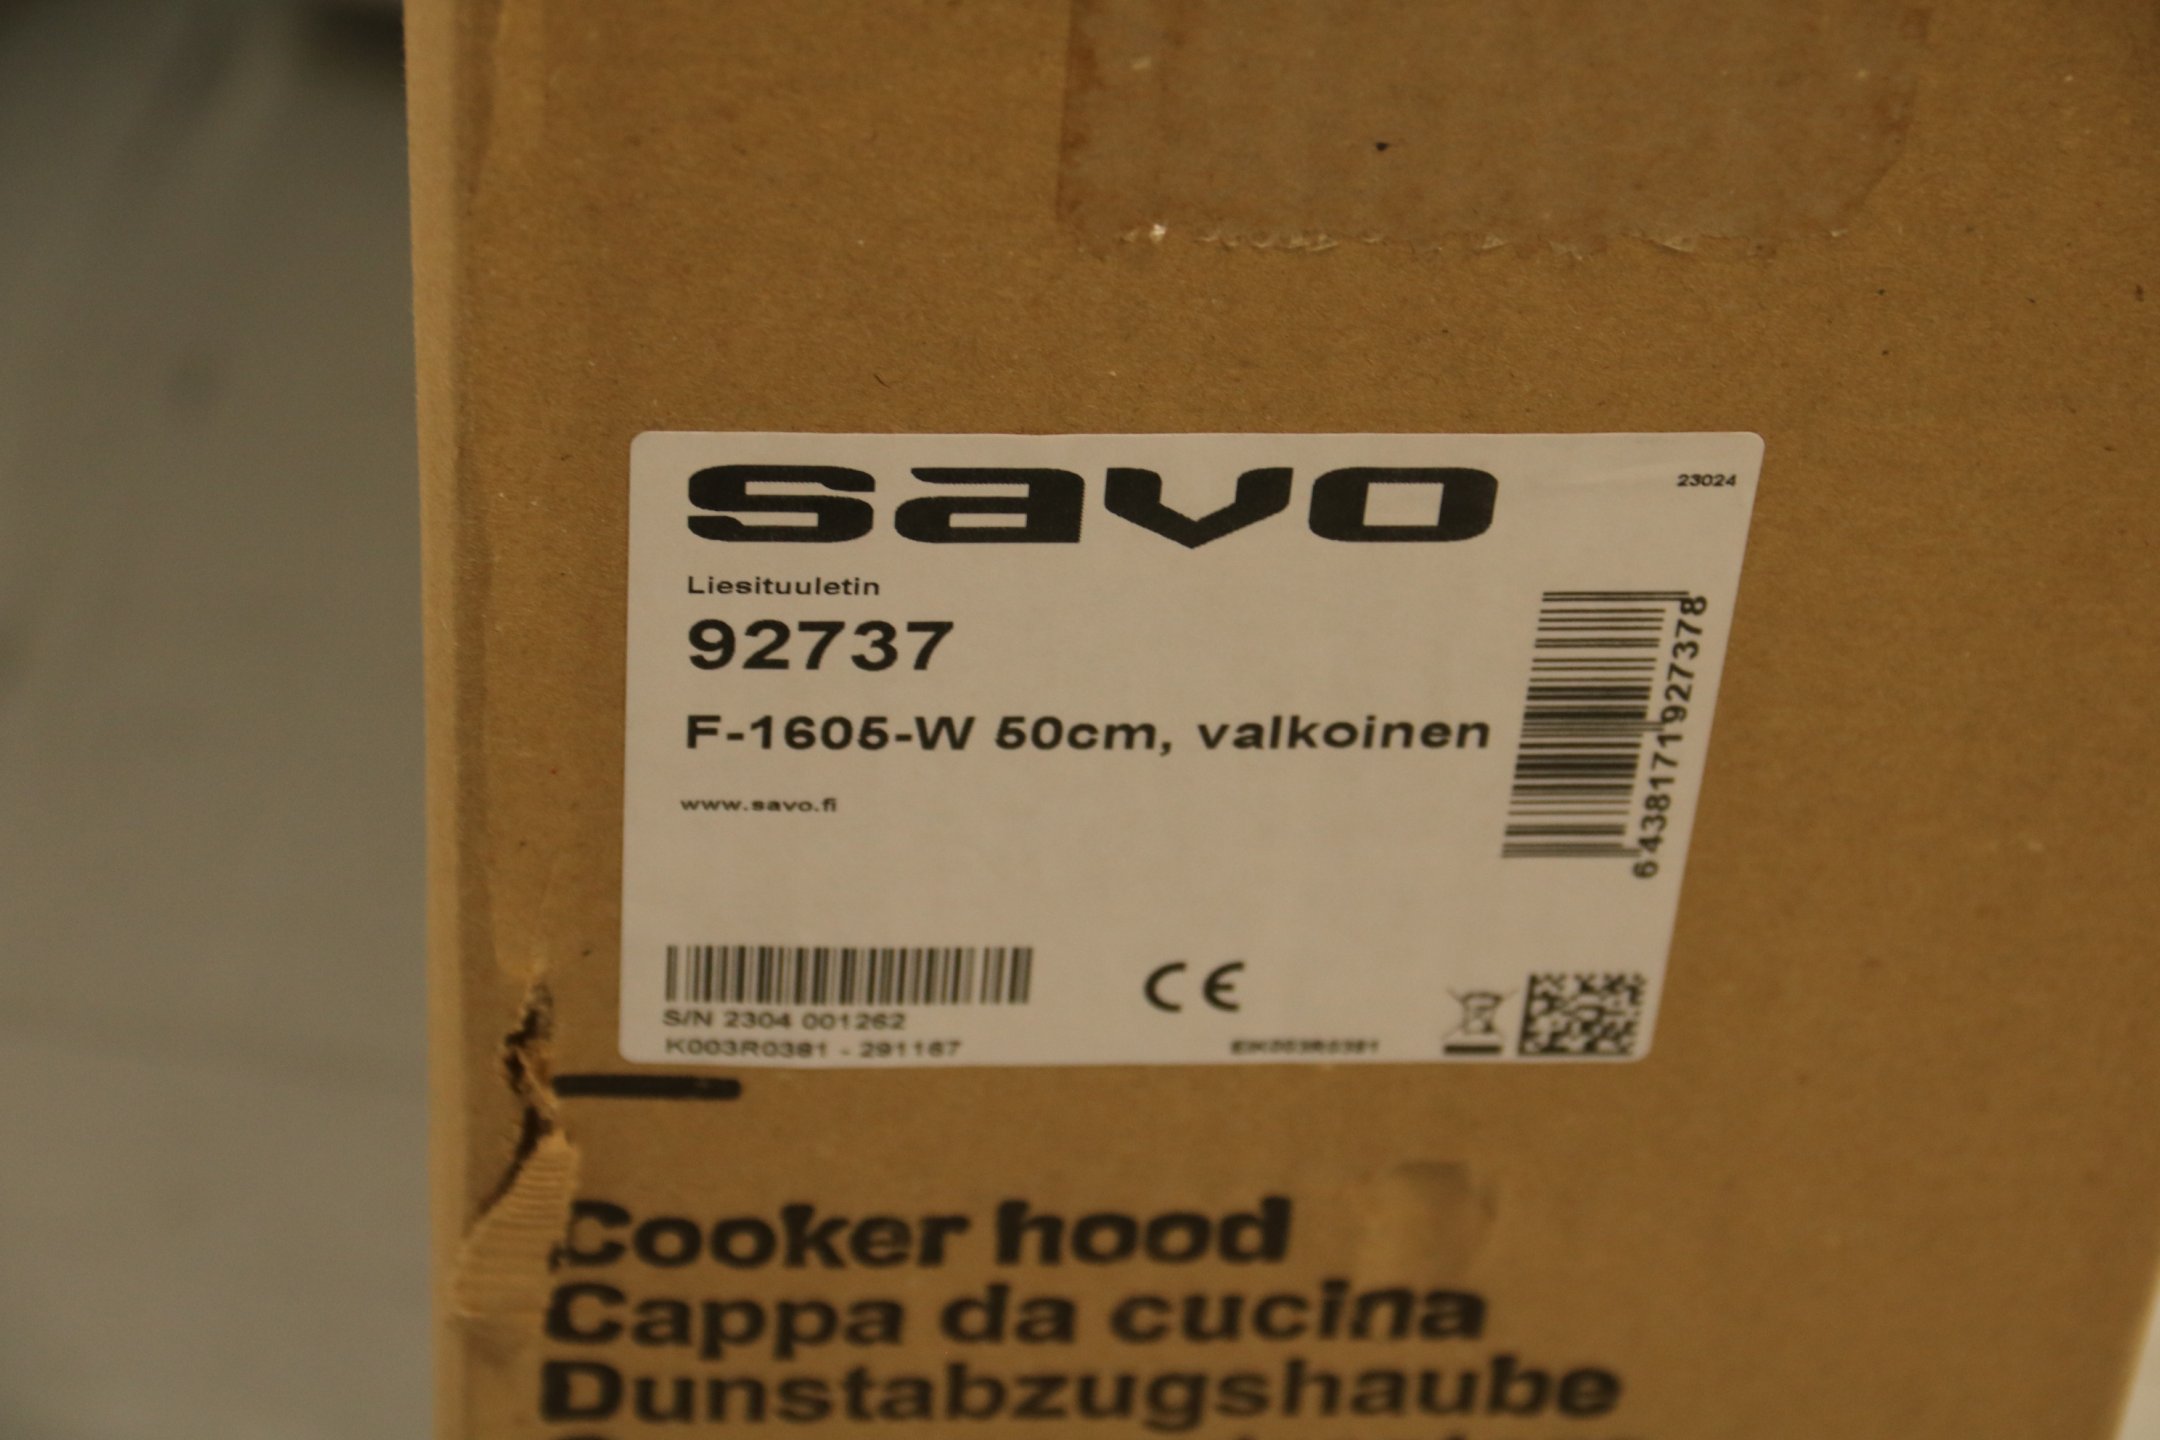 savo
23024
Liesituuletin
92737
F-1605-W 50cm, valkoinen
www.savo.fi
6438171927378
S/N 2304 001262
K003R0381 - 291167
EIK003R0381
Cooker hood
Cappa da cucina
Dunstabzugshaube